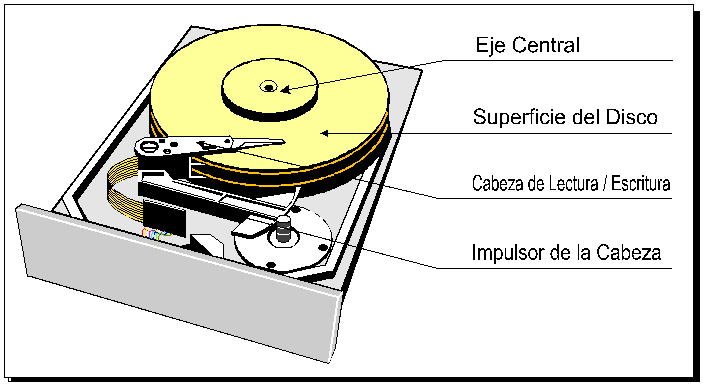 Eje Central
Superficie del Disco
Cabeza de Lectura / Escritura
Impulsor de la Cabeza